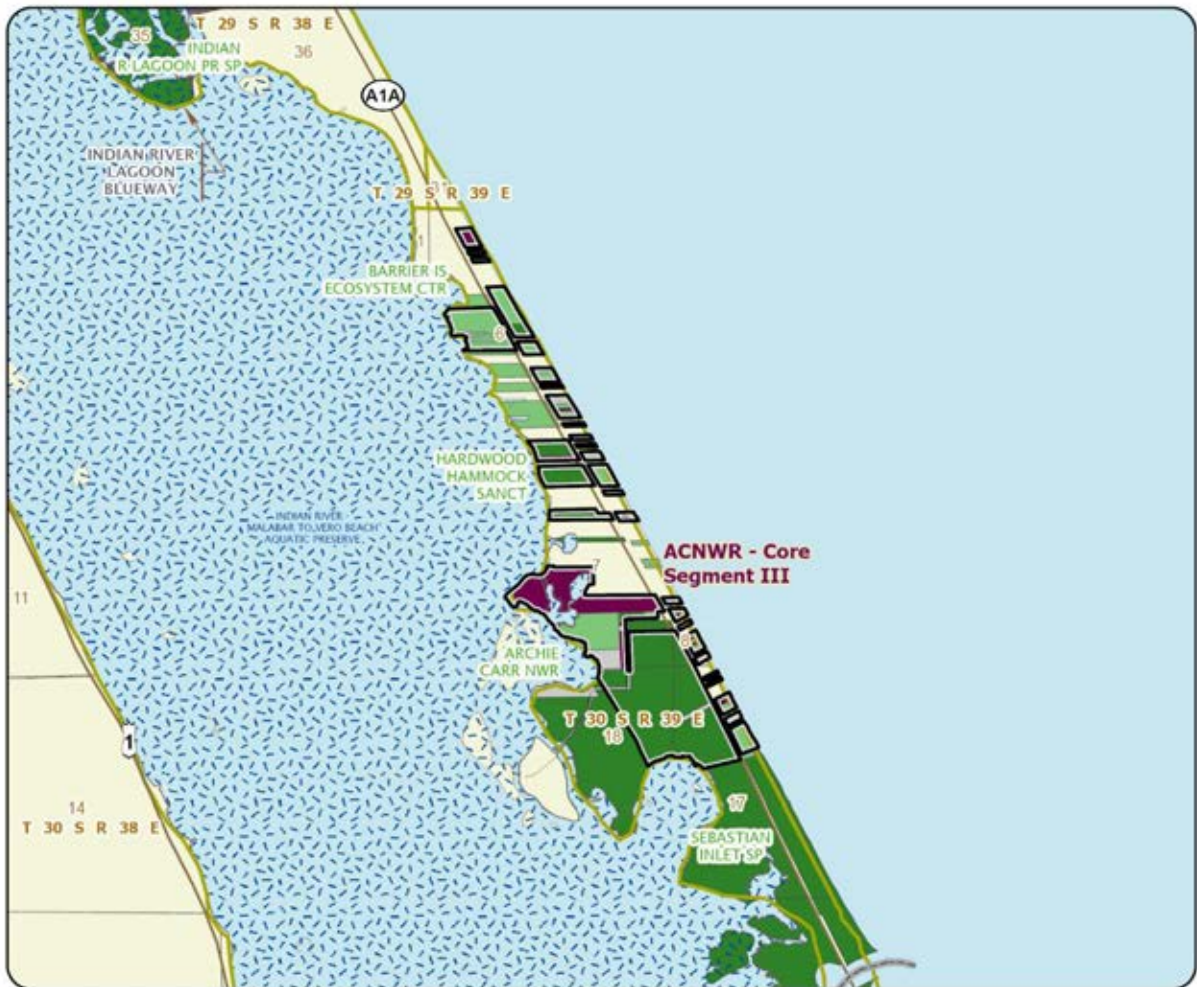 T 29 S R 38 E
35
INDIAN
R LAGOON PR SP
36
A1A
INDIAN RIVER
LAGOON
BLUEWAY
T 29 S R 39 E
BARRIER IS
ECOSYSTEM CTR
6
HARDWOOD
HAMMOCK
SANCT
INDIAN RIVER
MALABAR TO VERO BEACH
AQUATIC PRESERVE
ACNWR - Core
Segment III
7
11
8
ARCHIE
CARR NWR
T 30 S R 39 E
18
1
14
T 30 S R 38 E
17
SEBASTIAN
INLET SP